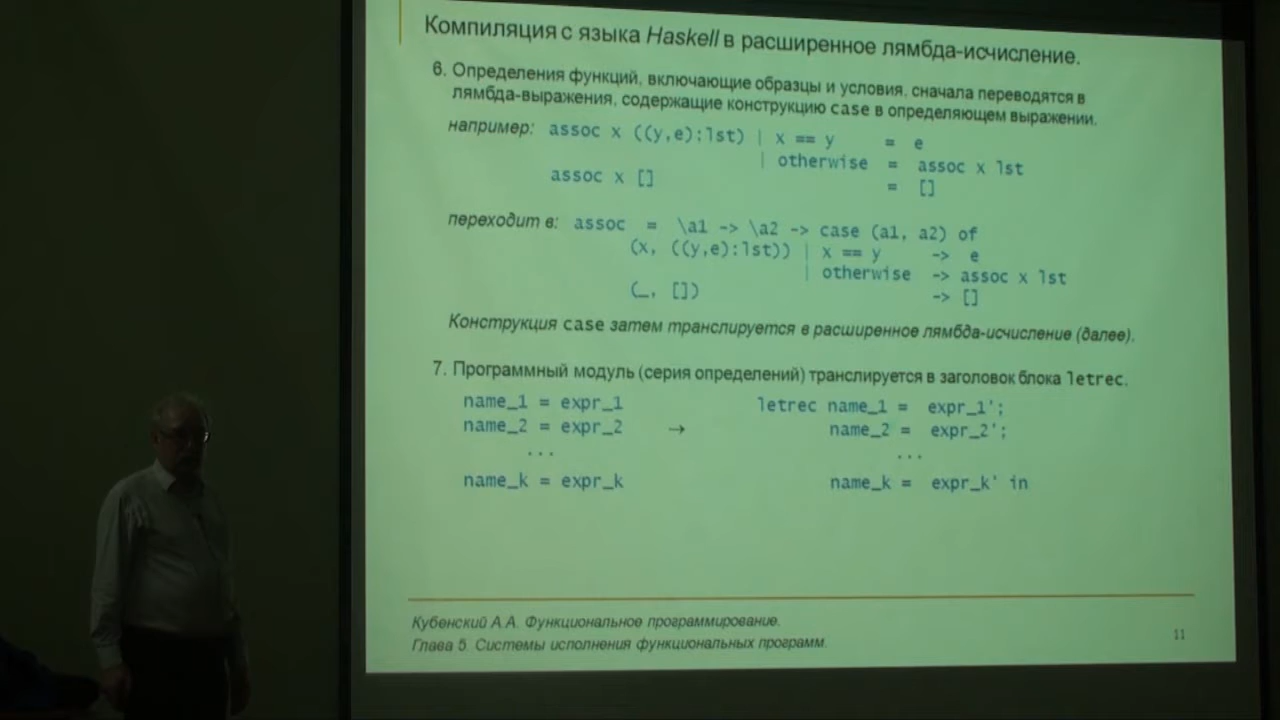 Компиляция с языка Haskell в расширенное лямбда-исчисление.
6. Определения функций, включающие образцы и условия, сначала переводятся в
лямбда-выражения, содержащие конструкцию case в определяющем выражении.
например: assoc x ((y,e):lst) | x == y = e
| otherwise = assoc x lst
assoc x [] = []
переходит в: assoc = \a1 -> \a2 -> case (a1, a2) of
(x, ((y,e):lst)) | x == y -> e
| otherwise -> assoc x lst
(_, []) -> []
Конструкция case затем транслируется в расширенное лямбда-исчисление (далее).
7. Программный модуль (серия определений) транслируется в заголовок блока letrec.
name_1 = expr_1 letrec name_1 = expr_1';
name_2 = expr_2 → name_2 = expr_2';
... ...
name_k = expr_k name_k = expr_k' in
Кубенский А.А. Функциональное программирование.
Глава 5. Системы исполнения функциональных программ. 11